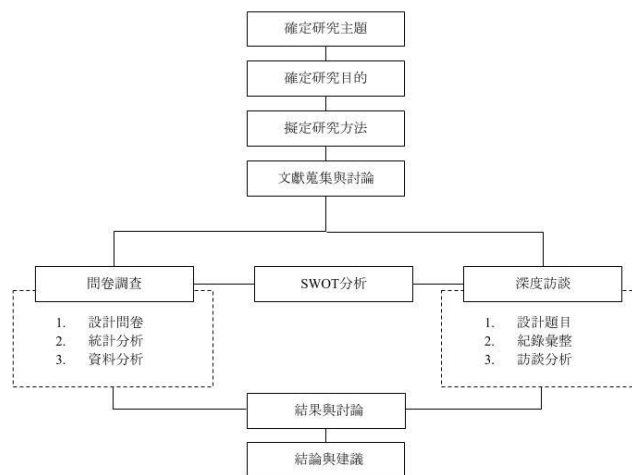 確定研究主題
確定研究目的
擬定研究方法
文獻蒐集與討論
問卷調查
SWOT分析
深度訪談
1. 設計問卷
2. 統計分析
3. 資料分析
1. 設計題目
2. 紀錄彙整
3. 訪談分析
結果與討論
結論與建議